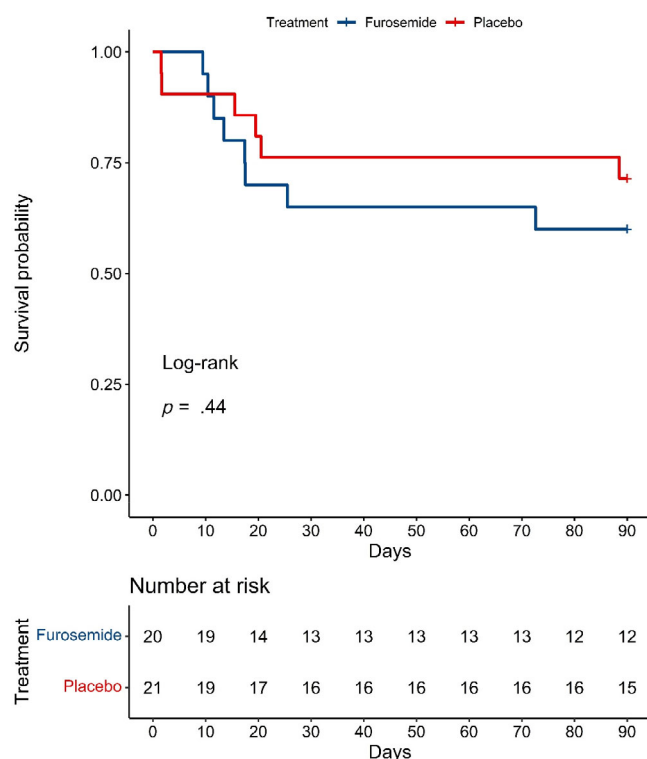 Treatment Furosemide Placebo
1.00
0.75
0.50
0.25
0.00
Survival probability
Log-rank
p = .44
0 10 20 30 40 50 60 70 80 90
Days
Number at risk
Treatment
Furosemide 20 19 14 13 13 13 13 13 12 12
Placebo 21 19 17 16 16 16 16 16 16 15
0 10 20 30 40 50 60 70 80 90
Days